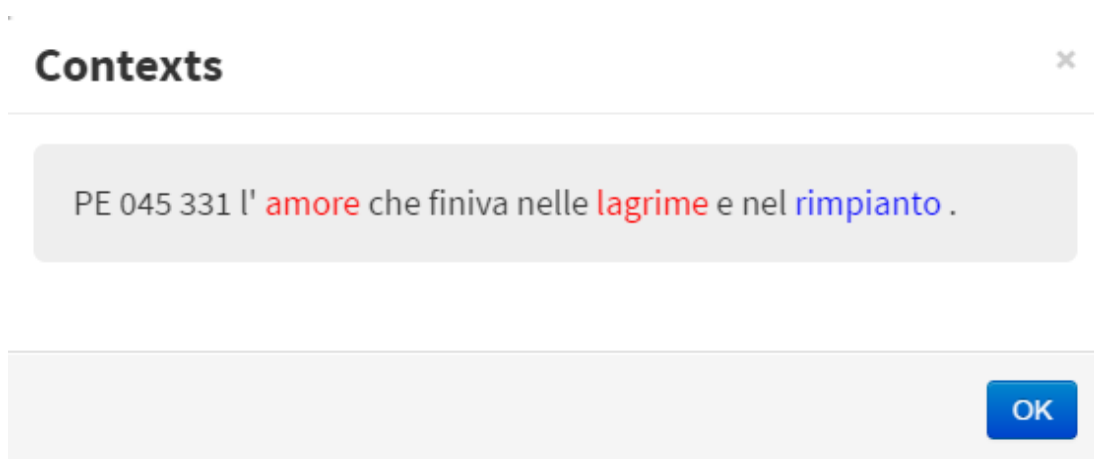 Contexts
×
PE 045 331 l' amore che finiva nelle lagrime e nel rimpianto .
OK